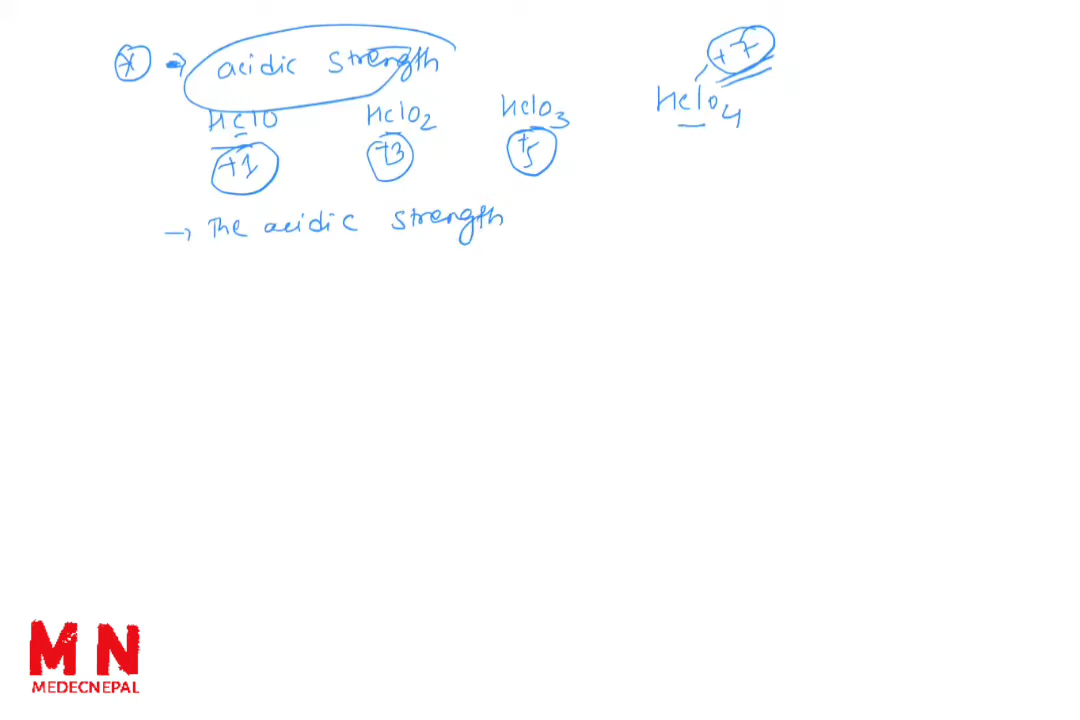 * → acidic strength
+7
HClO HClO2 HClO3 HClO4
+1 +3 +5
→ The acidic strength
MN
MEDECNEPAL